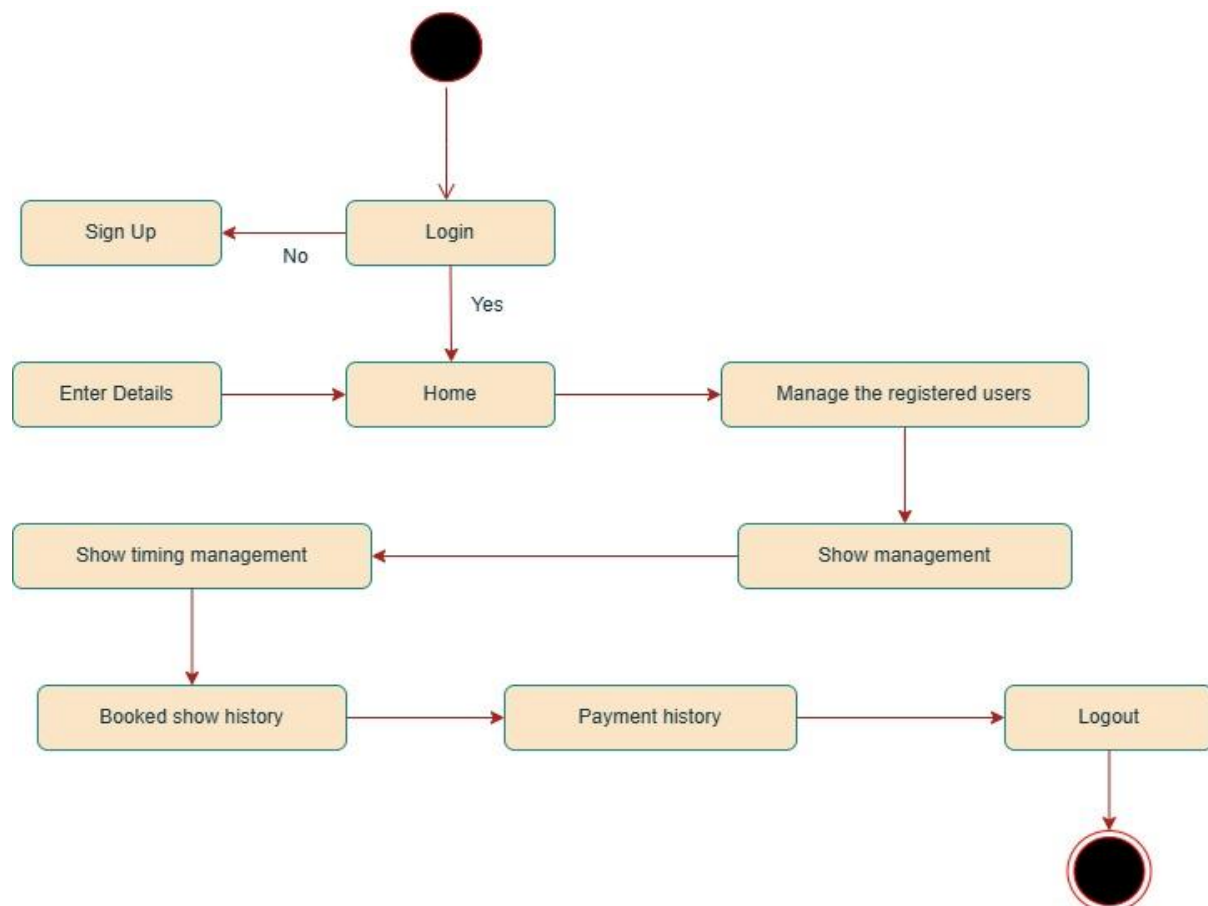 Sign Up
Login
No
Yes
Enter Details
Home
Manage the registered users
Show timing management
Show management
Booked show history
Payment history
Logout